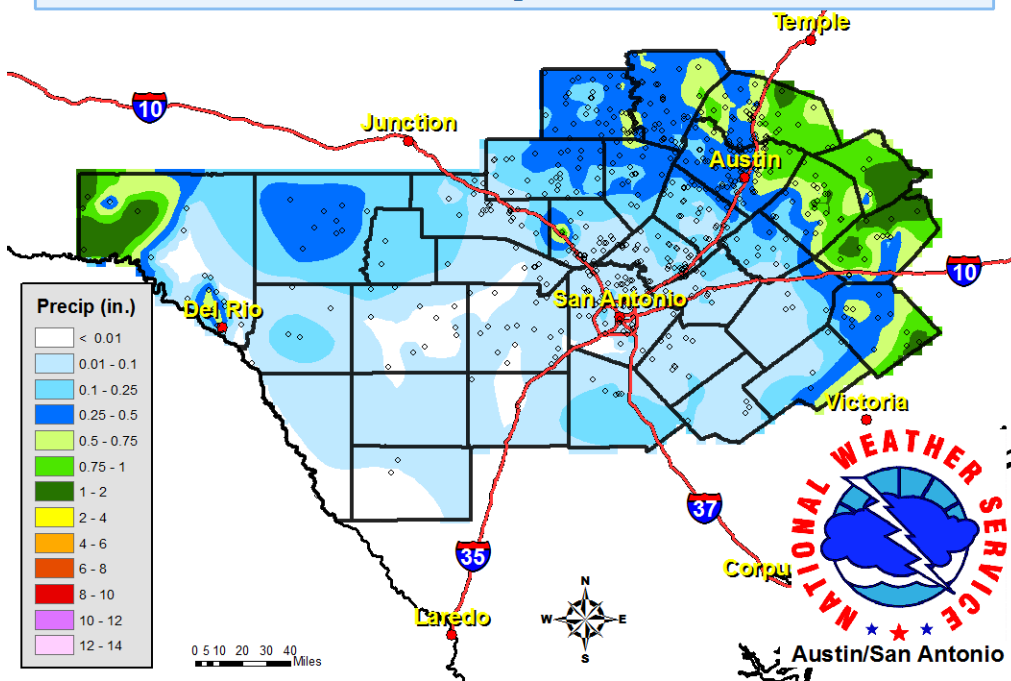 Temple
10
Junction
Austin
10
San Antonio
Del Rio
Precip (in.)
< 0.01
0.01 - 0.1
0.1 - 0.25
0.25 - 0.5
0.5 - 0.75
0.75 - 1
1 - 2
2 - 4
4 - 6
6 - 8
8 - 10
10 - 12
12 - 14
Victoria
NATIONAL WEATHER SERVICE
37
35
Corpu
Laredo
N
W E
S
0 5 10 20 30 40
Miles
Austin/San Antonio